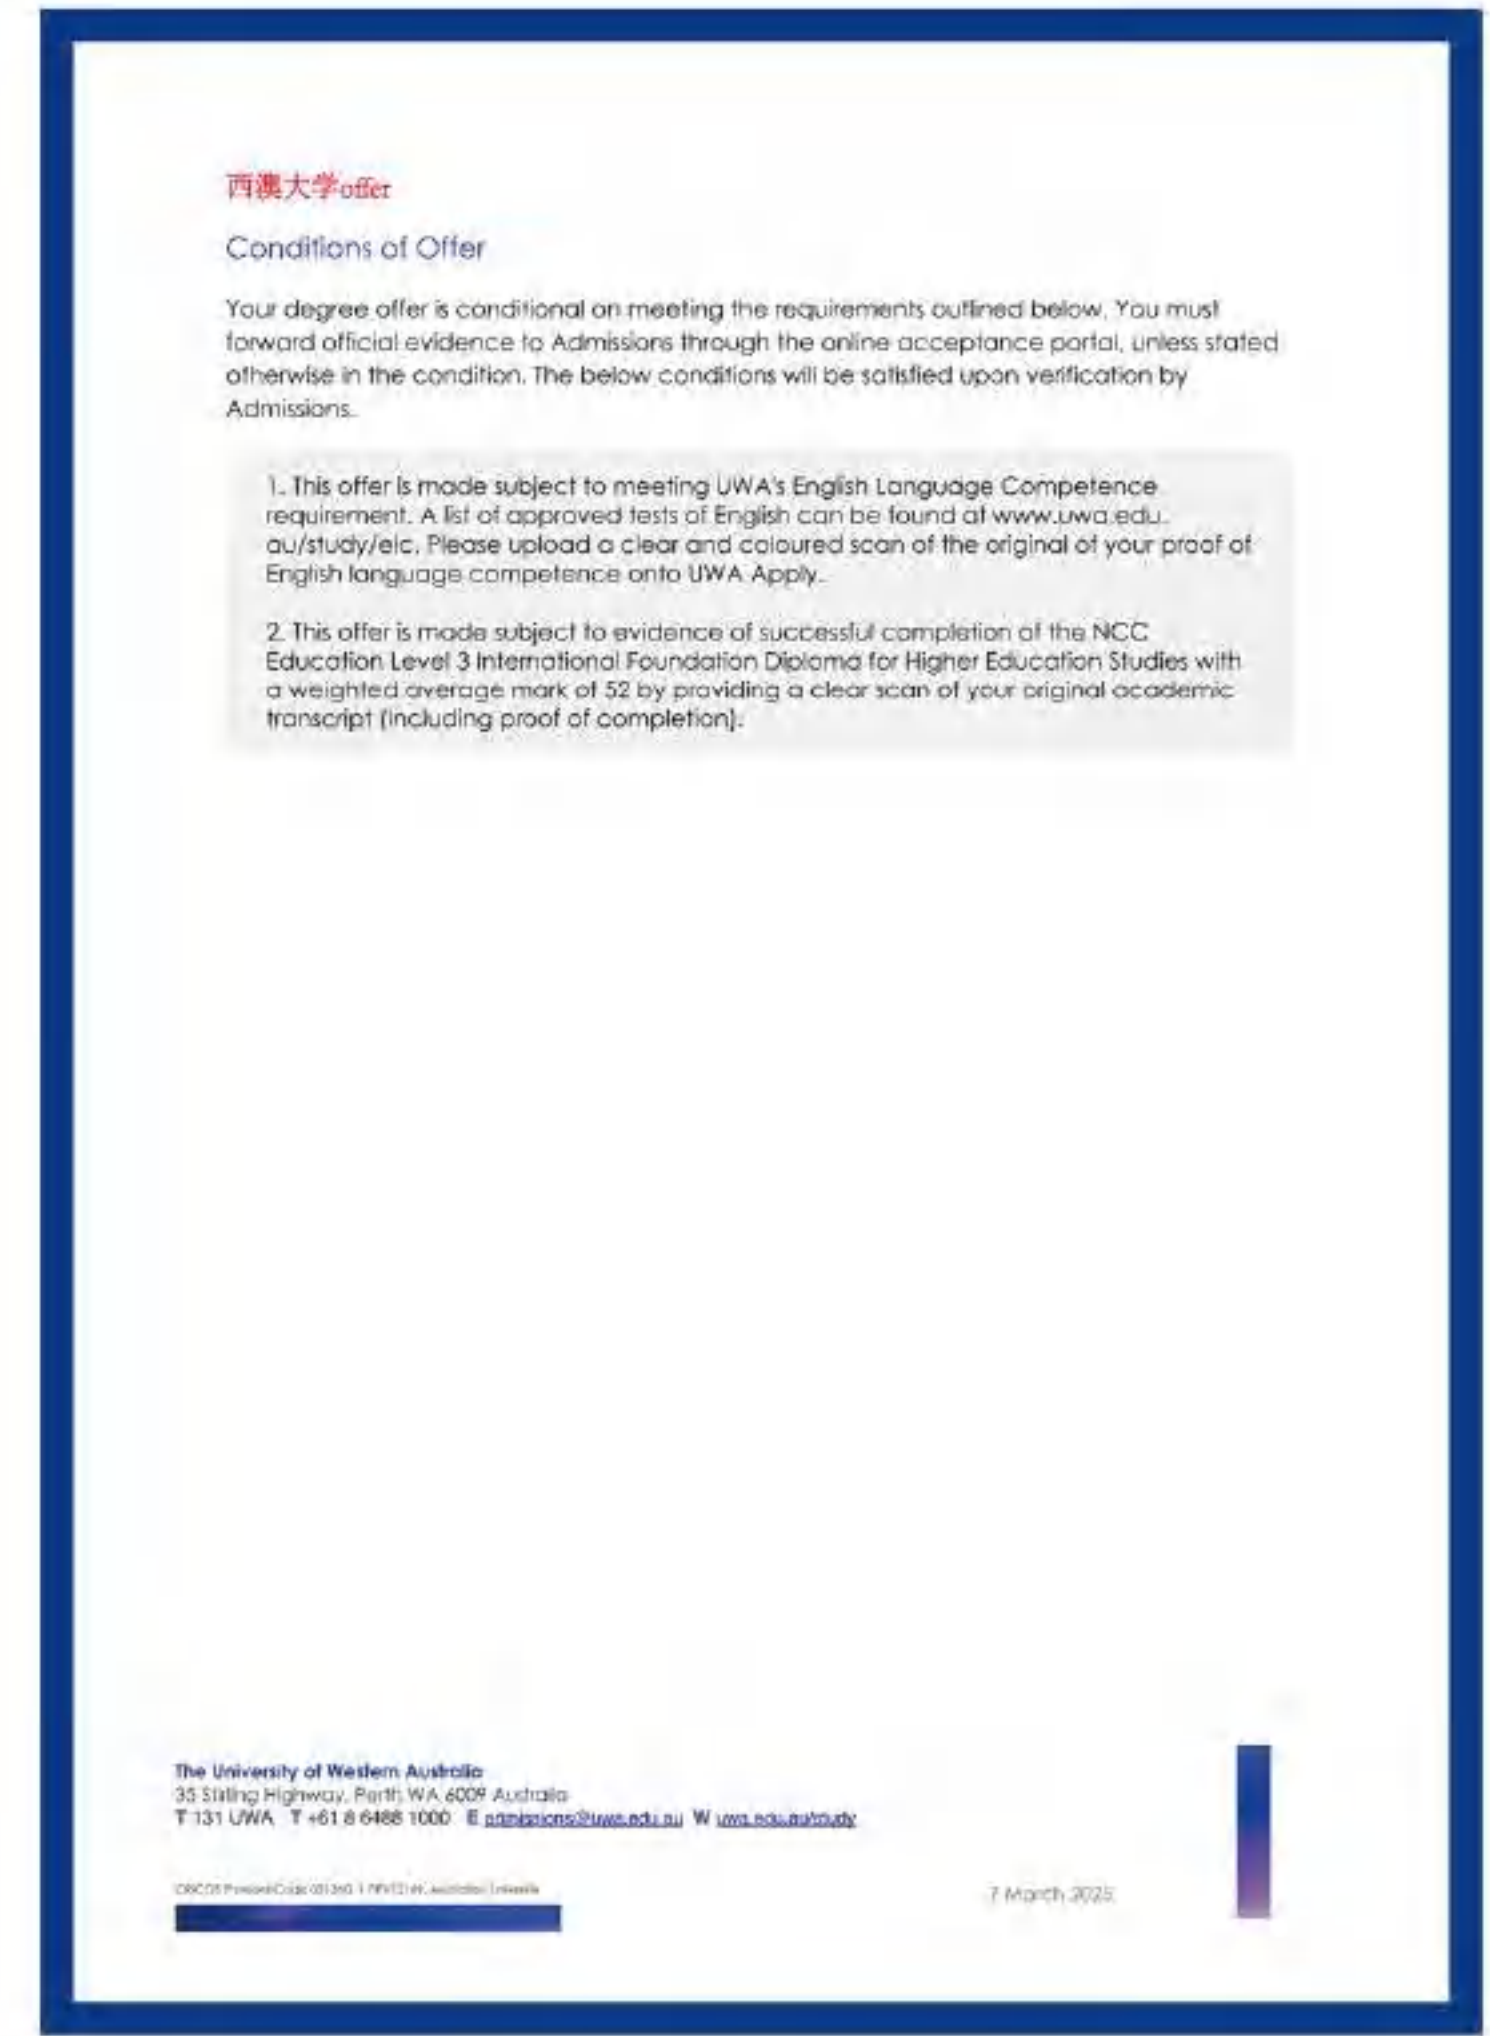 西澳大学offer
Conditions of Offer
Your degree offer is conditional on meeting the requirements outlined below. You must
forward official evidence to Admissions through the online acceptance portal, unless stated
otherwise in the condition. The below conditions will be satisfied upon verification by
Admissions.
1. This offer is made subject to meeting UWA's English Language Competence
requirement. A list of approved tests of English can be found at www.uwa.edu.
au/study/elc. Please upload a clear and coloured scan of the original of your proof of
English language competence onto UWA Apply.
2. This offer is made subject to evidence of successful completion of the NCC
Education Level 3 International Foundation Diploma for Higher Education Studies with
a weighted average mark of 52 by providing a clear scan of your original academic
transcript (including proof of completion).
The University of Western Australia
35 Stirling Highway, Perth WA 6009 Australia
T 131 UWA T +61 8 6488 1000 E admissions@uwa.edu.au W uwa.edu.au/study
CRICOS Provider Code
7 March 2025